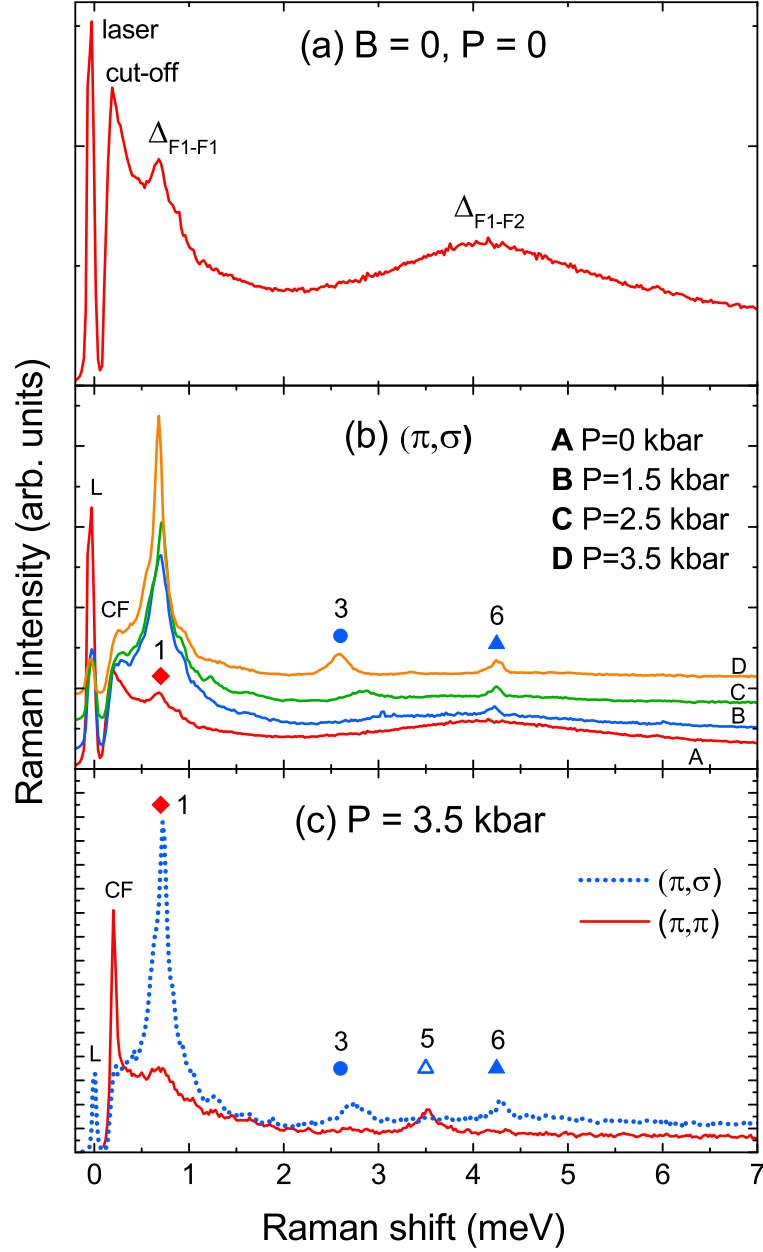 (a) B = 0, P = 0
laser
cut-off
Δ_F1-F1
Δ_F1-F2
(b) (π,σ)
A P=0 kbar
B P=1.5 kbar
C P=2.5 kbar
D P=3.5 kbar
L
CF
1
3
6
D
C
B
A
(c) P = 3.5 kbar
1
CF
(π,σ)
(π,π)
L
3
5
6
0 1 2 3 4 5 6 7
Raman shift (meV)
Raman intensity (arb. units)